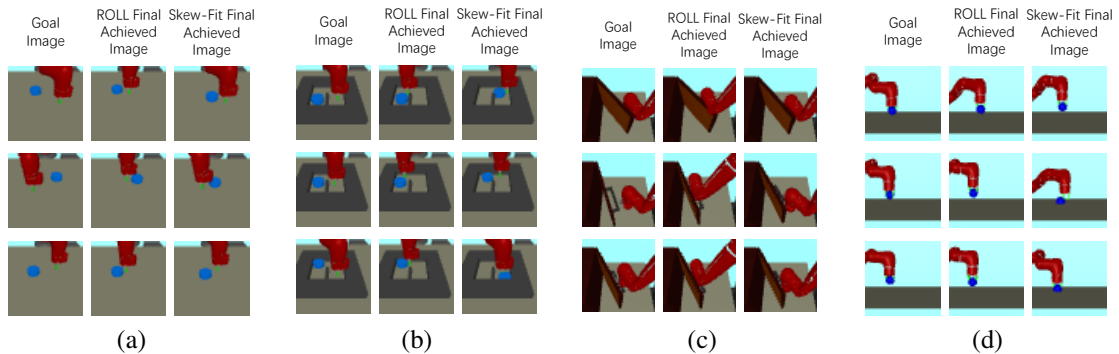 Goal
Image
ROLL Final
Achieved
Image
Skew-Fit Final
Achieved
Image
Goal
Image
ROLL Final
Achieved
Image
Skew-Fit Final
Achieved
Image
Goal
Image
ROLL Final
Achieved
Image
Skew-Fit Final
Achieved
Image
Goal
Image
ROLL Final
Achieved
Image
Skew-Fit Final
Achieved
Image
(a)
(b)
(c)
(d)